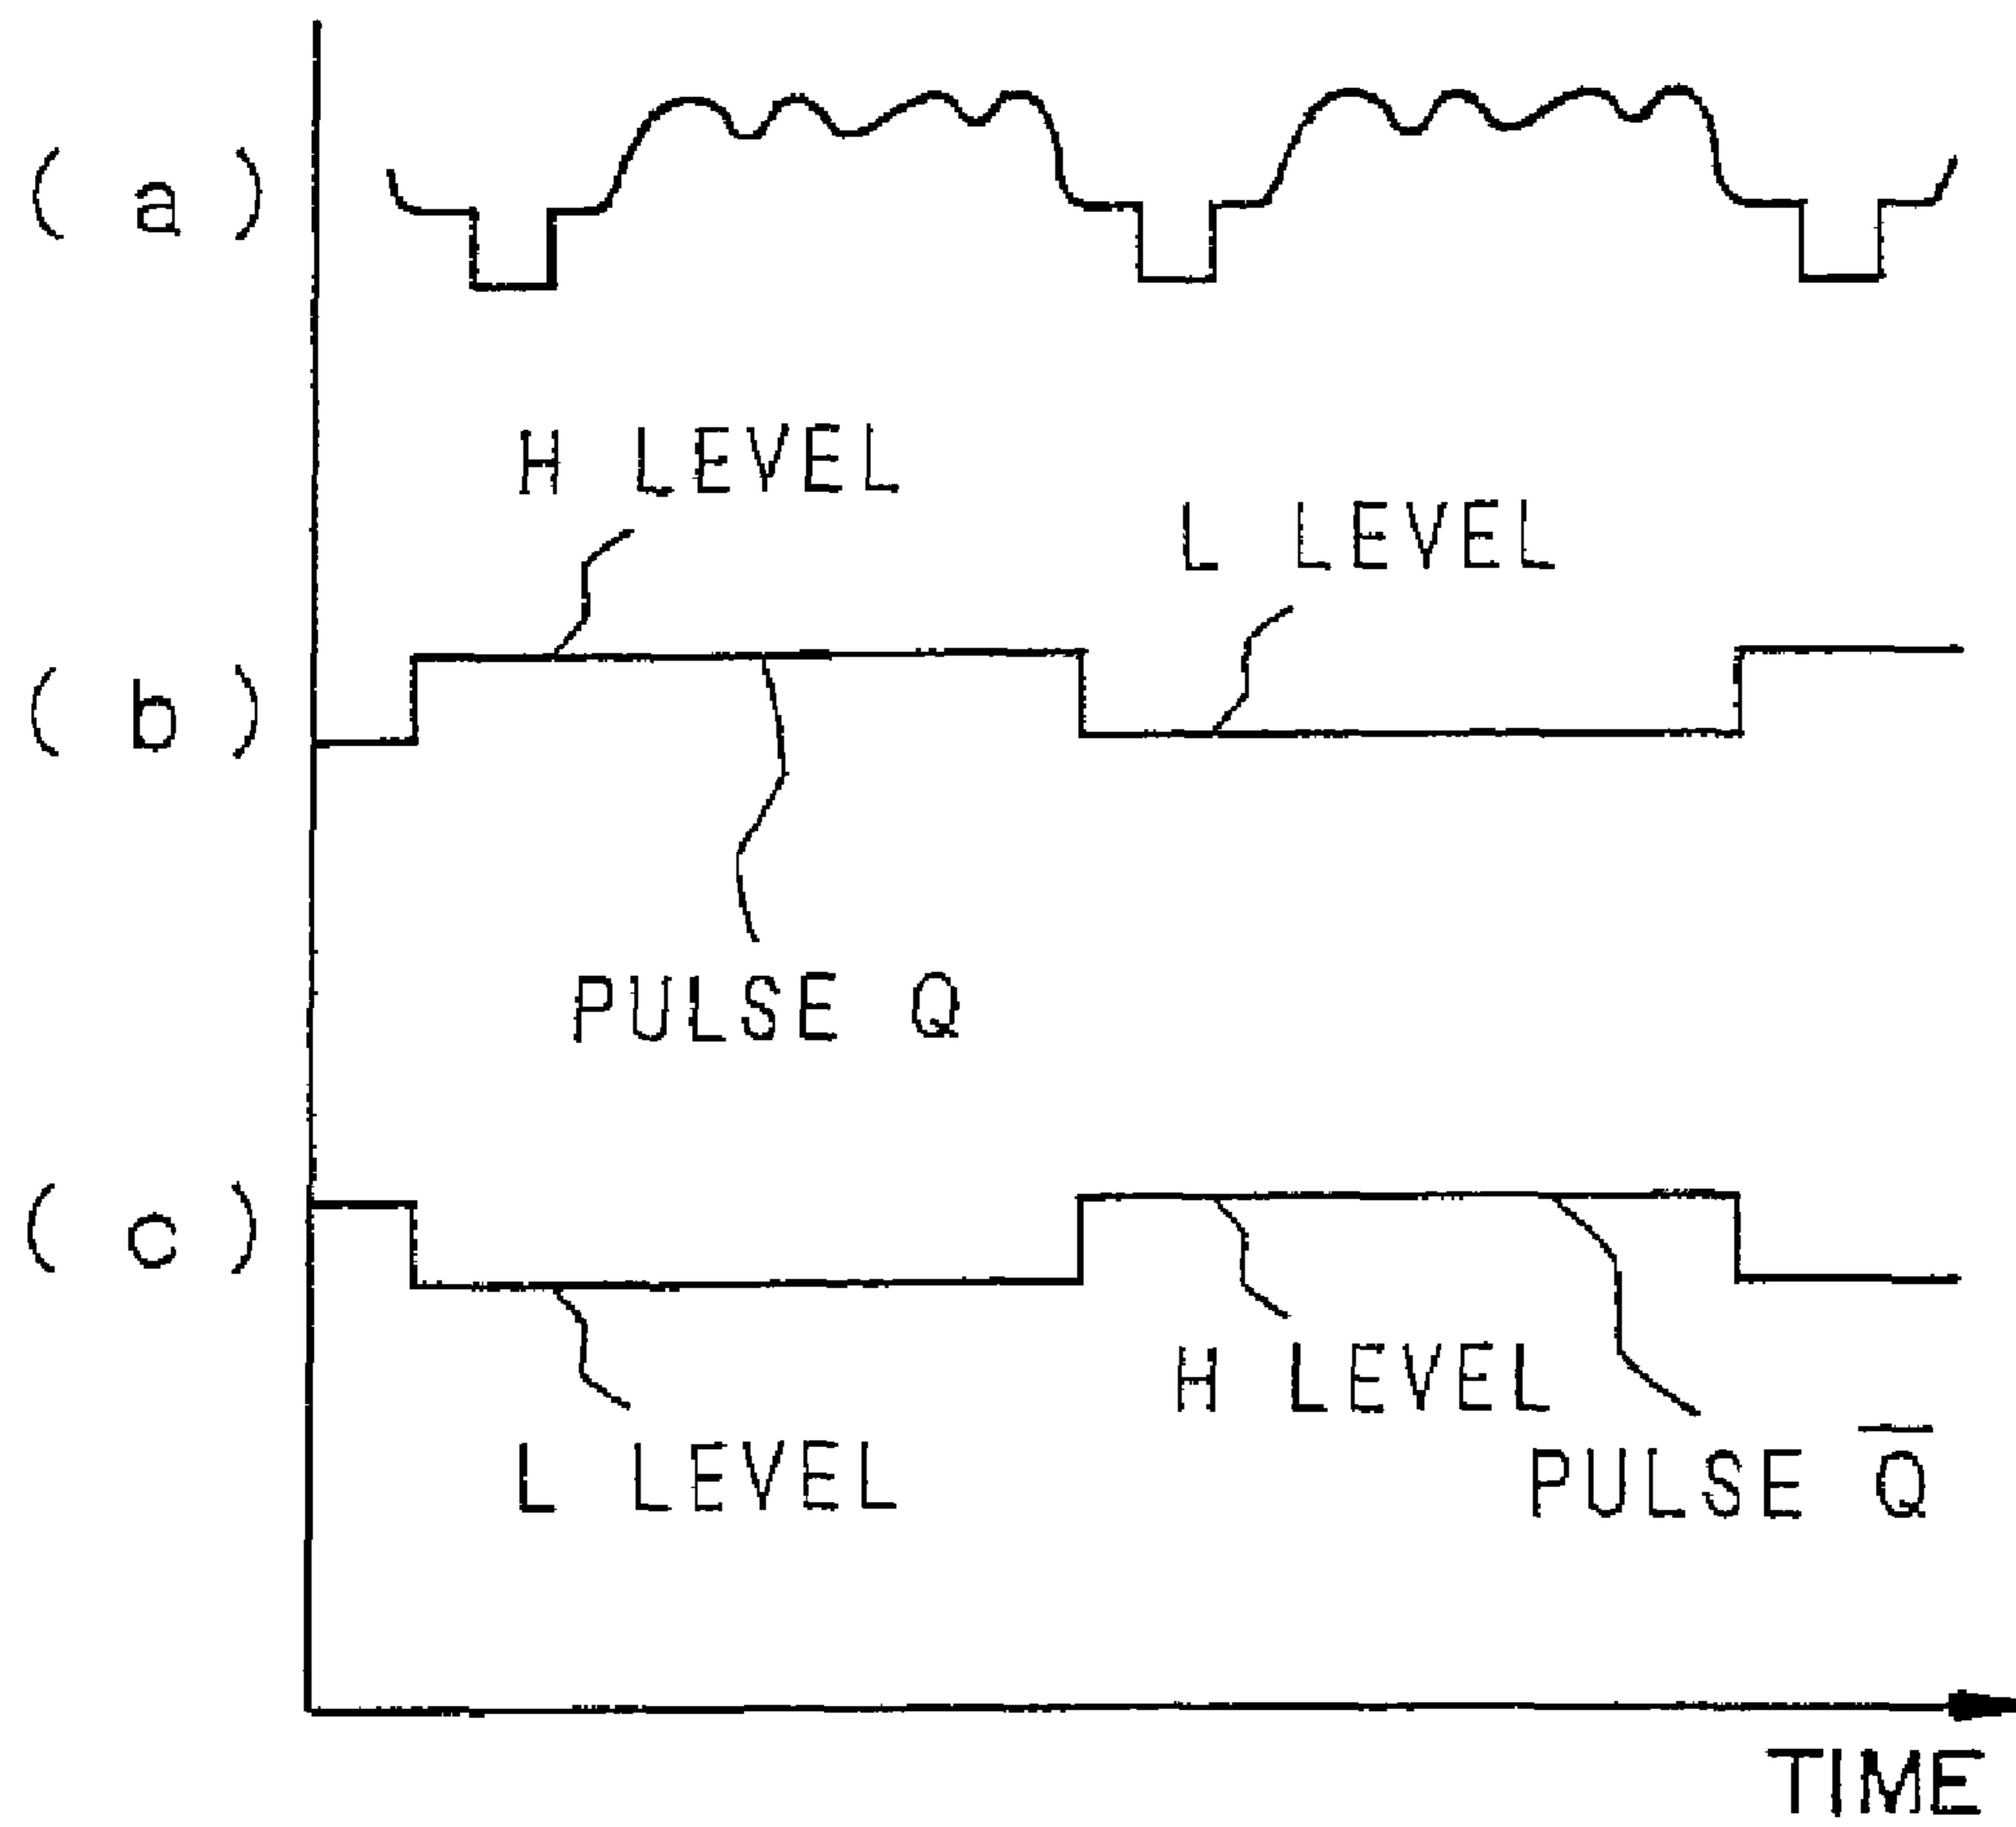 ( a )
H LEVEL
L LEVEL
( b )
PULSE Q
( c )
H LEVEL
L LEVEL
PULSE Q̅
TIME